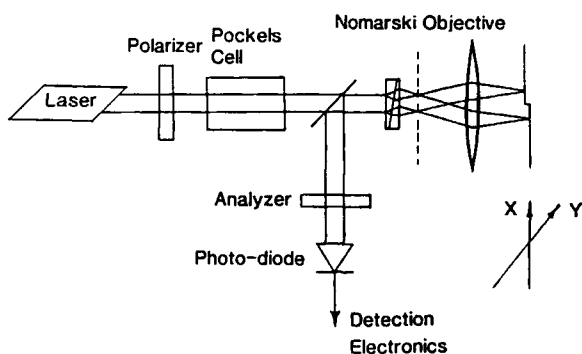 Nomarski Objective
Pockels
Cell
Polarizer
Laser
Analyzer
X
Y
Photo-diode
Detection
Electronics